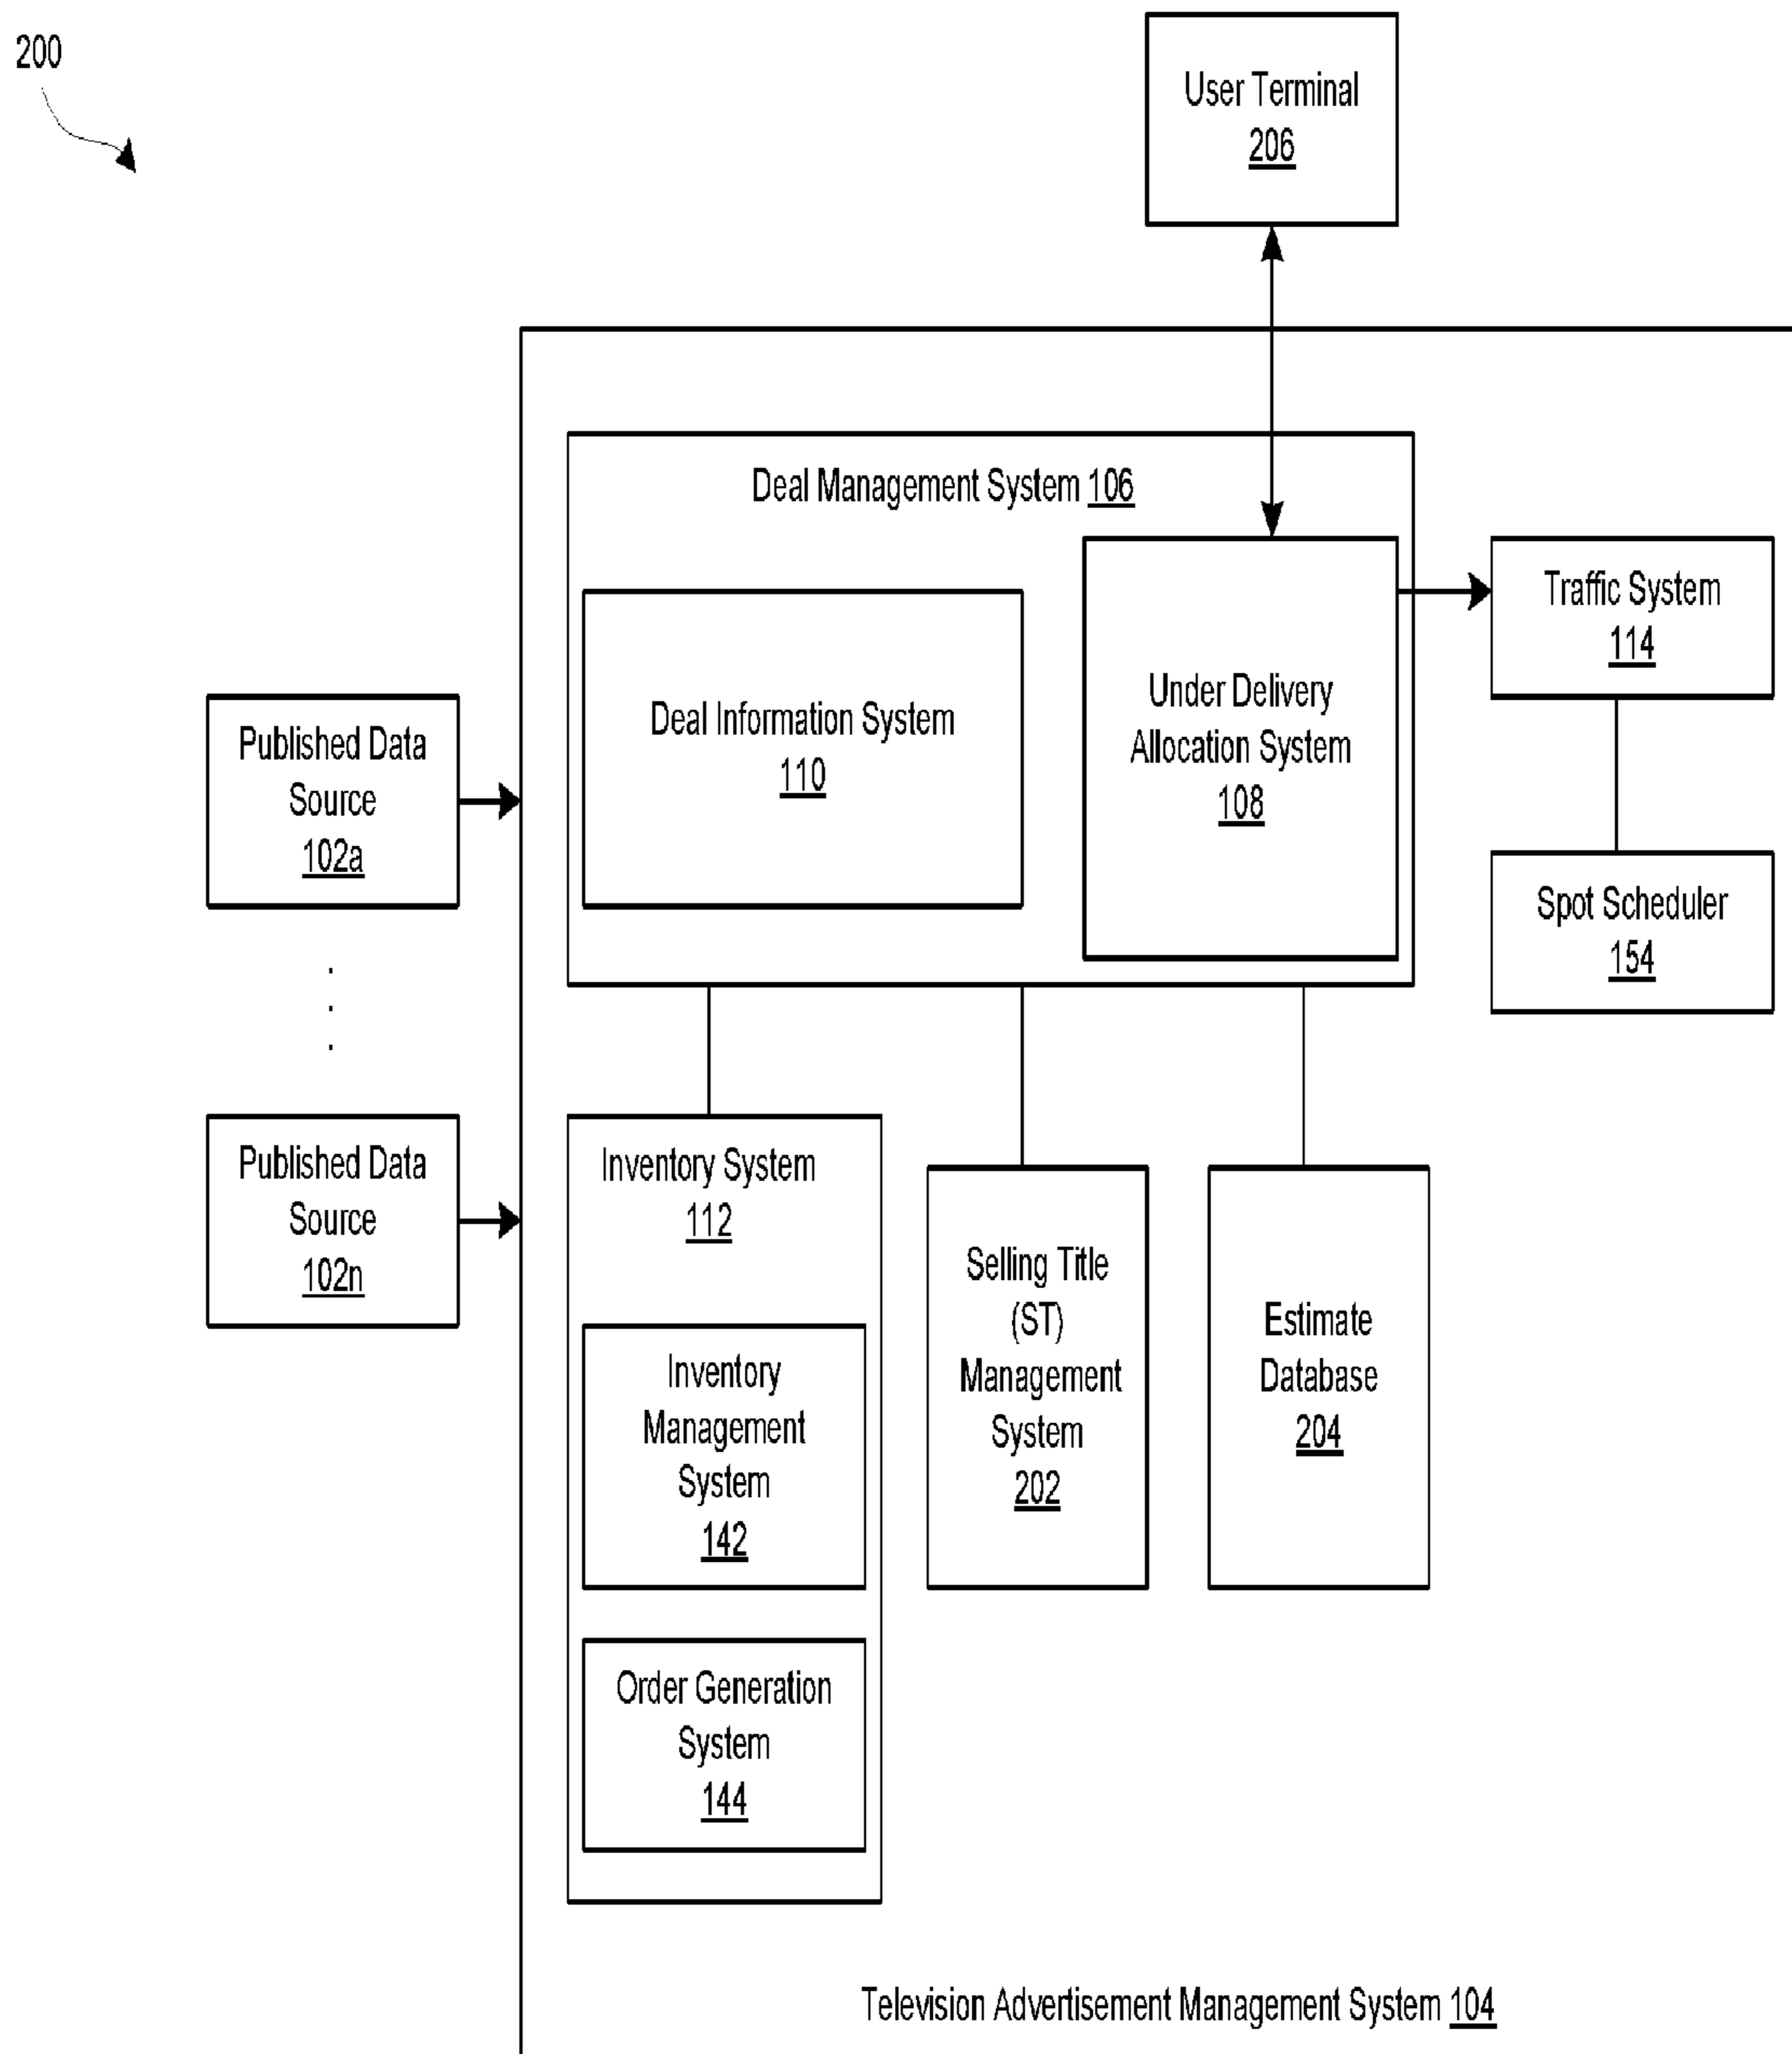 200
User Terminal
206
Deal Management System 106
Deal Information System
110
Under Delivery
Allocation System
108
Traffic System
114
Spot Scheduler
154
Published Data
Source
102a
.
.
.
Published Data
Source
102n
Inventory System
112
Inventory
Management
System
142
Order Generation
System
144
Selling Title
(ST)
Management
System
202
Estimate
Database
204
Television Advertisement Management System 104